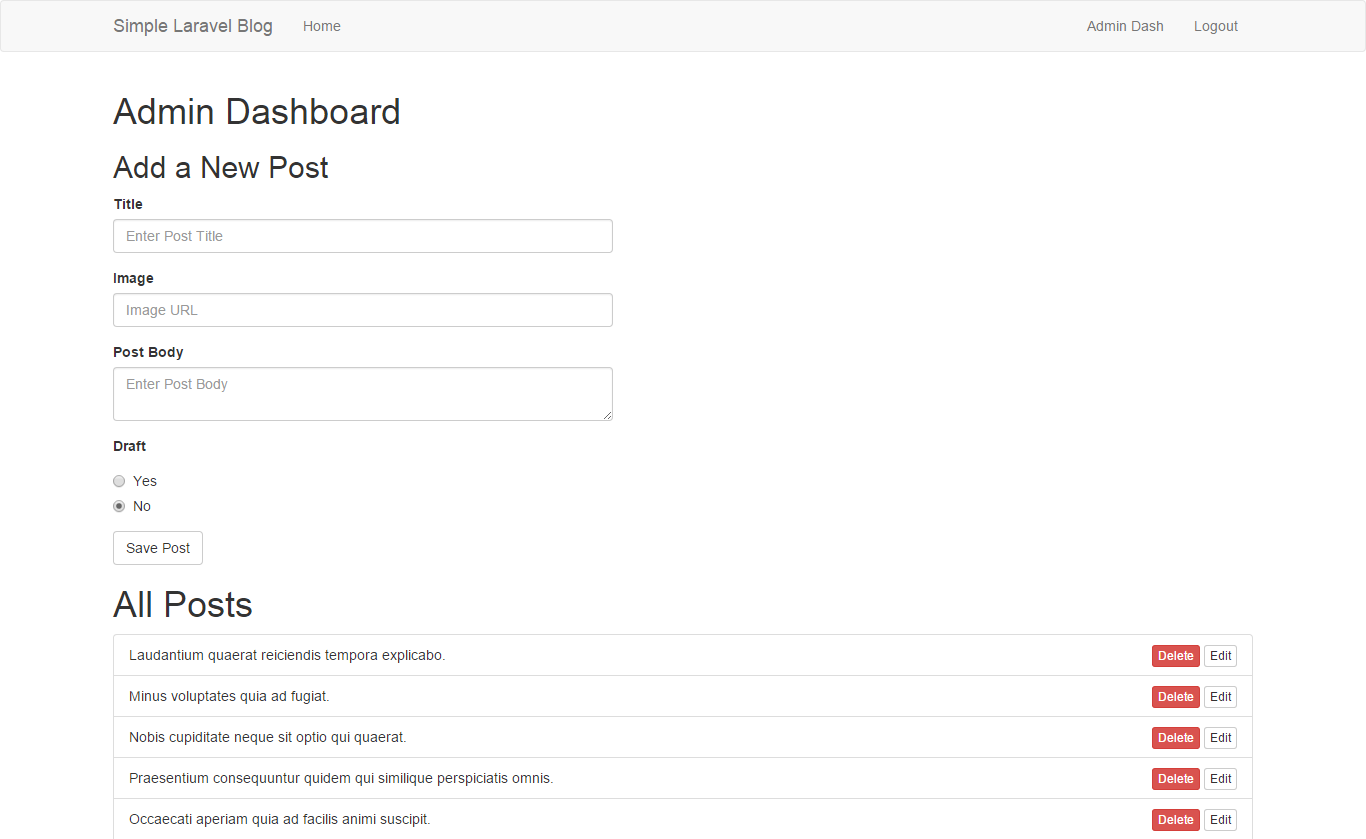 Simple Laravel Blog Home Admin Dash Logout
Admin Dashboard
Add a New Post
Title
Enter Post Title
Image
Image URL
Post Body
Enter Post Body
Draft
Yes
No
Save Post
All Posts
Laudantium quaerat reiciendis tempora explicabo. Delete Edit
Minus voluptates quia ad fugiat. Delete Edit
Nobis cupiditate neque sit optio qui quaerat. Delete Edit
Praesentium consequuntur quidem qui similique perspiciatis omnis. Delete Edit
Occaecati aperiam quia ad facilis animi suscipit. Delete Edit